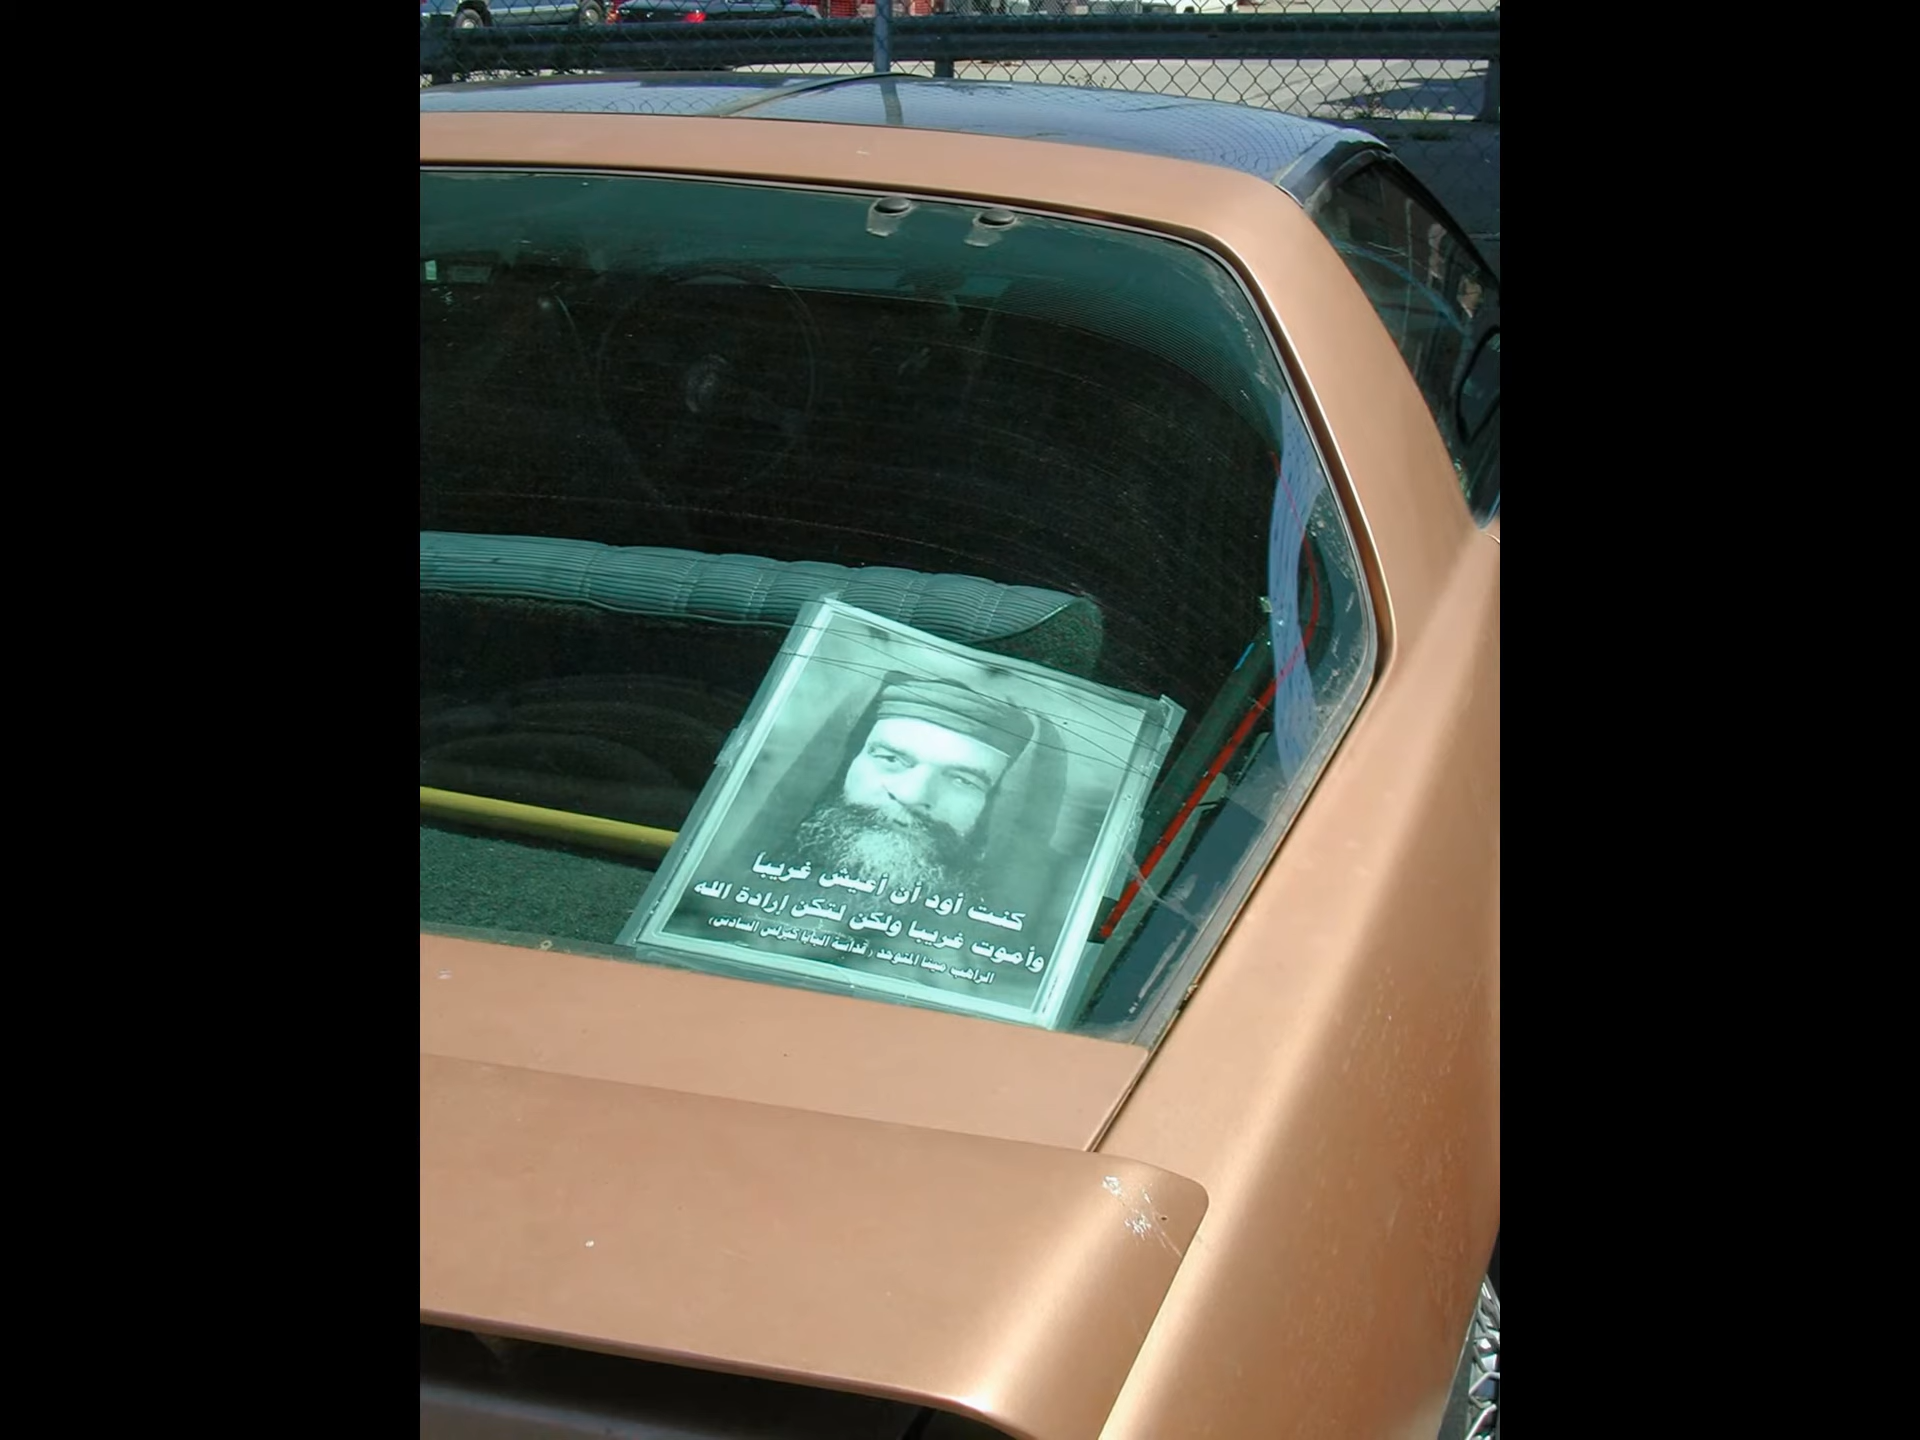 كنت أود أن أعيش غريبا
وأموت غريبا ولكن لتكن إرادة الله
الراهب مينا المتوحد ( قداسة البابا كيرلس السادس )